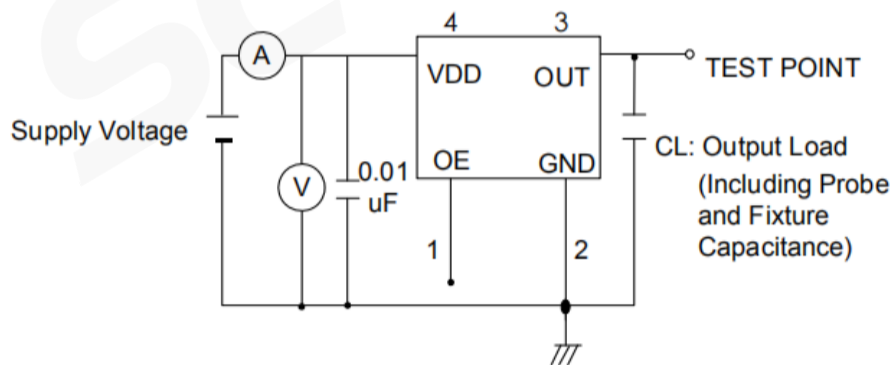 4 3
A
VDD OUT
TEST POINT
Supply Voltage
OE GND
CL: Output Load
(Including Probe
and Fixture
Capacitance)
V
0.01
uF
1 2